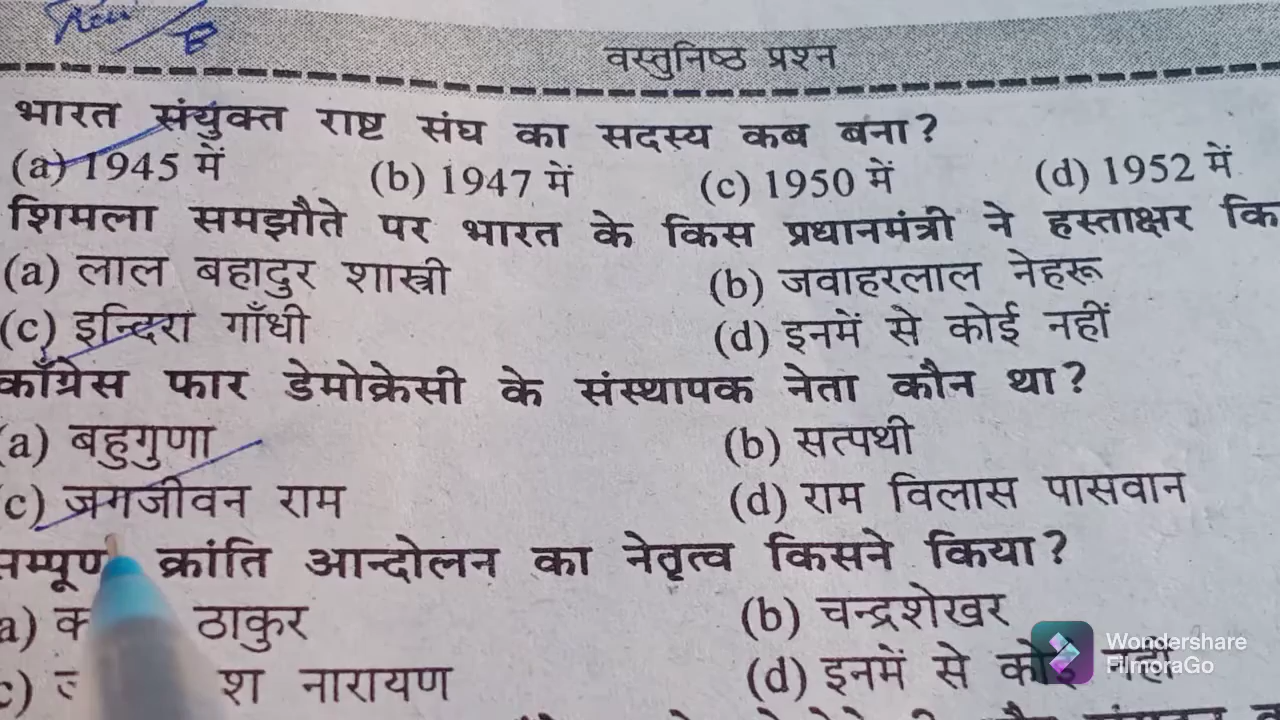 वस्तुनिष्ठ प्रश्न
भारत संयुक्त राष्ट संघ का सदस्य कब बना?
(a) 1945 में (b) 1947 में (c) 1950 में (d) 1952 में
शिमला समझौते पर भारत के किस प्रधानमंत्री ने हस्ताक्षर कि
(a) लाल बहादुर शास्त्री (b) जवाहरलाल नेहरू
(c) इन्दिरा गाँधी (d) इनमें से कोई नहीं
काँग्रेस फार डेमोक्रेसी के संस्थापक नेता कौन था?
(a) बहुगुणा (b) सत्पथी
(c) जगजीवन राम (d) राम विलास पासवान
सम्पूण क्रांति आन्दोलन का नेतृत्व किसने किया?
a) क ठाकुर (b) चन्द्रशेखर
c) श नारायण (d) इनमें से कोई नहीं
Wondershare
FilmoraGo